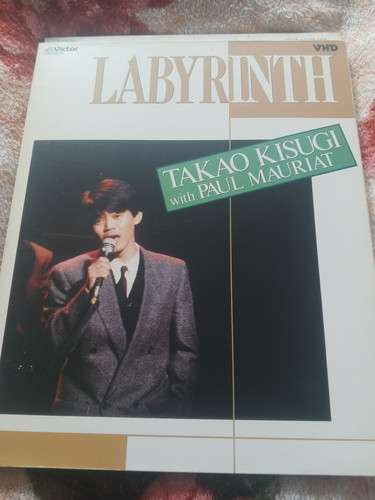 Victor
VHD
LABYRINTH
TAKAO KISUGI
with PAUL MAURIAT